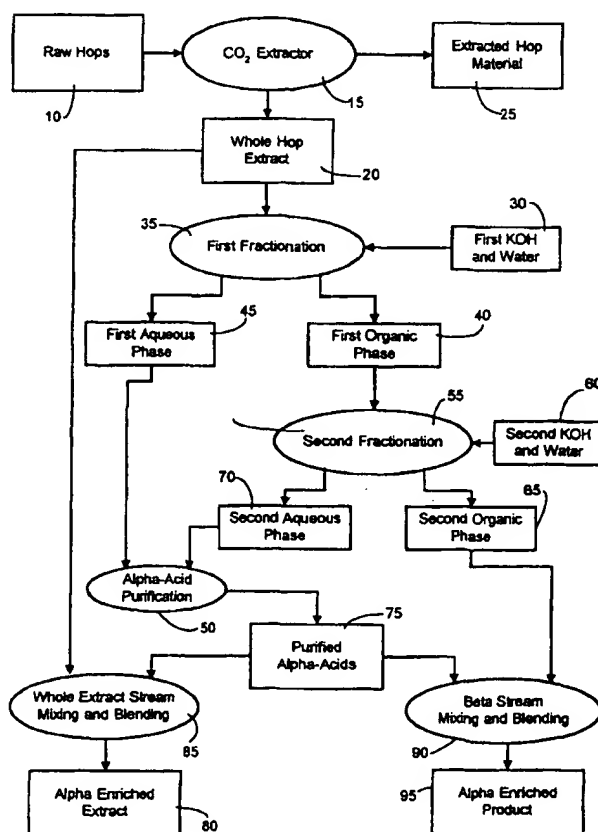 Raw Hops
10
CO₂ Extractor
15
Extracted Hop
Material
25
Whole Hop
Extract
20
35
First Fractionation
30
First KOH
and Water
45
First Aqueous
Phase
40
First Organic
Phase
55
Second Fractionation
60
Second KOH
and Water
70
Second Aqueous
Phase
65
Second Organic
Phase
Alpha-Acid
Purification
50
75
Purified
Alpha-Acids
Whole Extract Stream
Mixing and Blending
85
Beta Stream
Mixing and Blending
90
Alpha Enriched
Extract
80
95
Alpha Enriched
Product